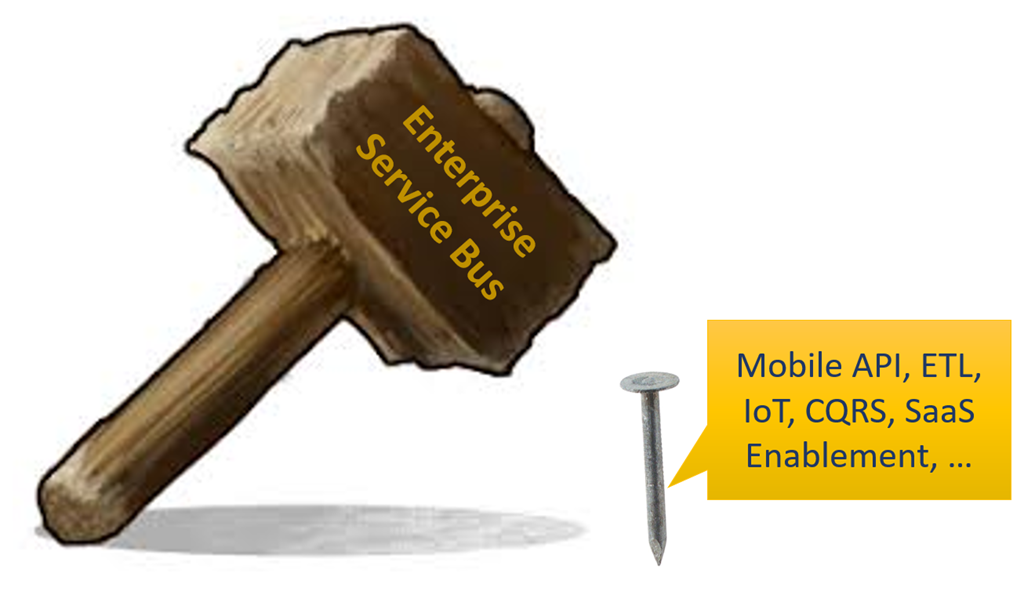 Enterprise
Service Bus
Mobile API, ETL,
IoT, CQRS, SaaS
Enablement, ...